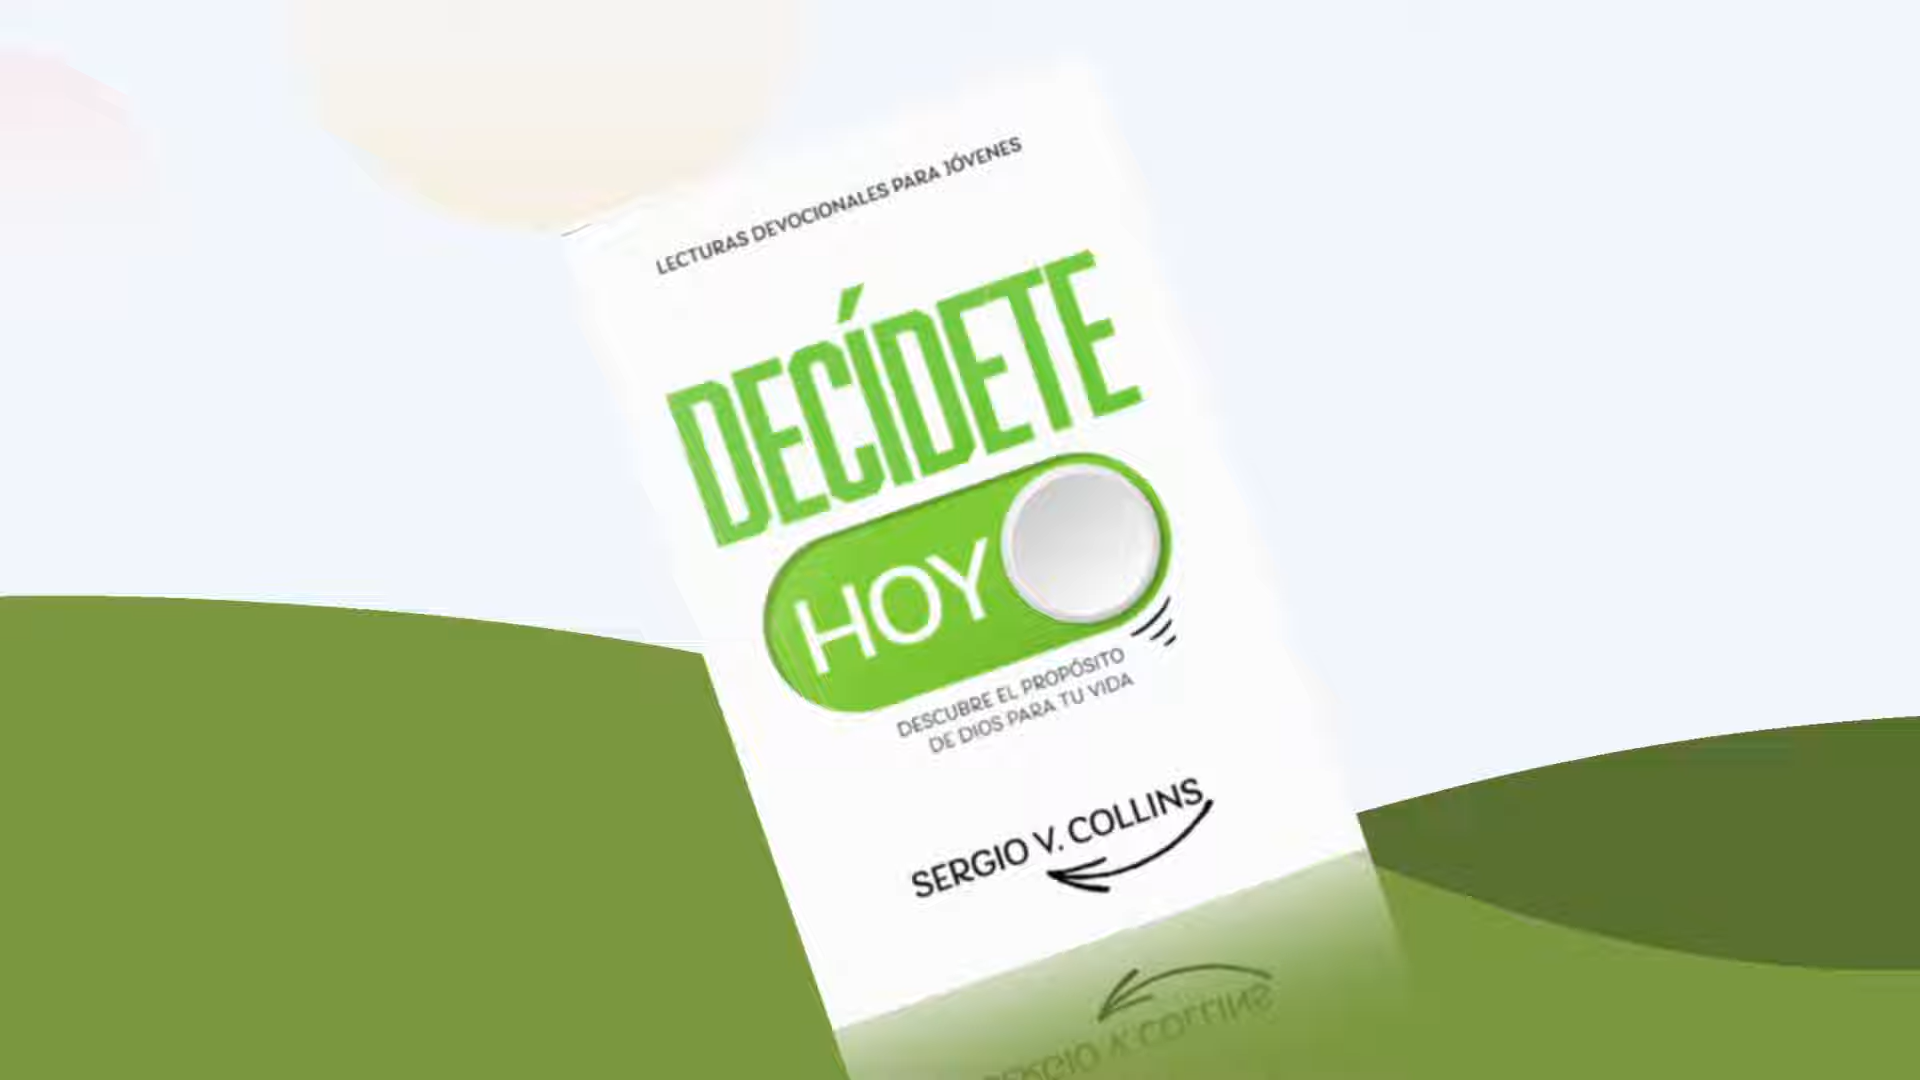 LECTURAS DEVOCIONALES PARA JÓVENES
DECÍDETE
HOY
DESCUBRE EL PROPÓSITO
DE DIOS PARA TU VIDA
SERGIO V. COLLINS